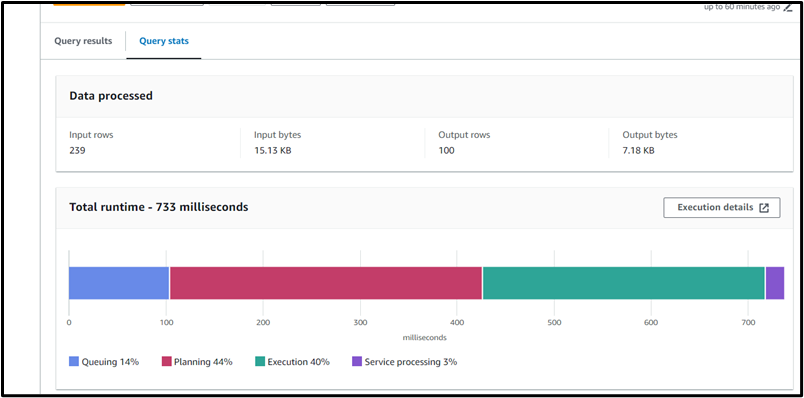 up to 60 minutes ago
Query results
Query stats
Data processed
Input rows
239
Input bytes
15.13 KB
Output rows
100
Output bytes
7.18 KB
Total runtime - 733 milliseconds
Execution details
0 100 200 300 400 500 600 700
milliseconds
Queuing 14% Planning 44% Execution 40% Service processing 3%